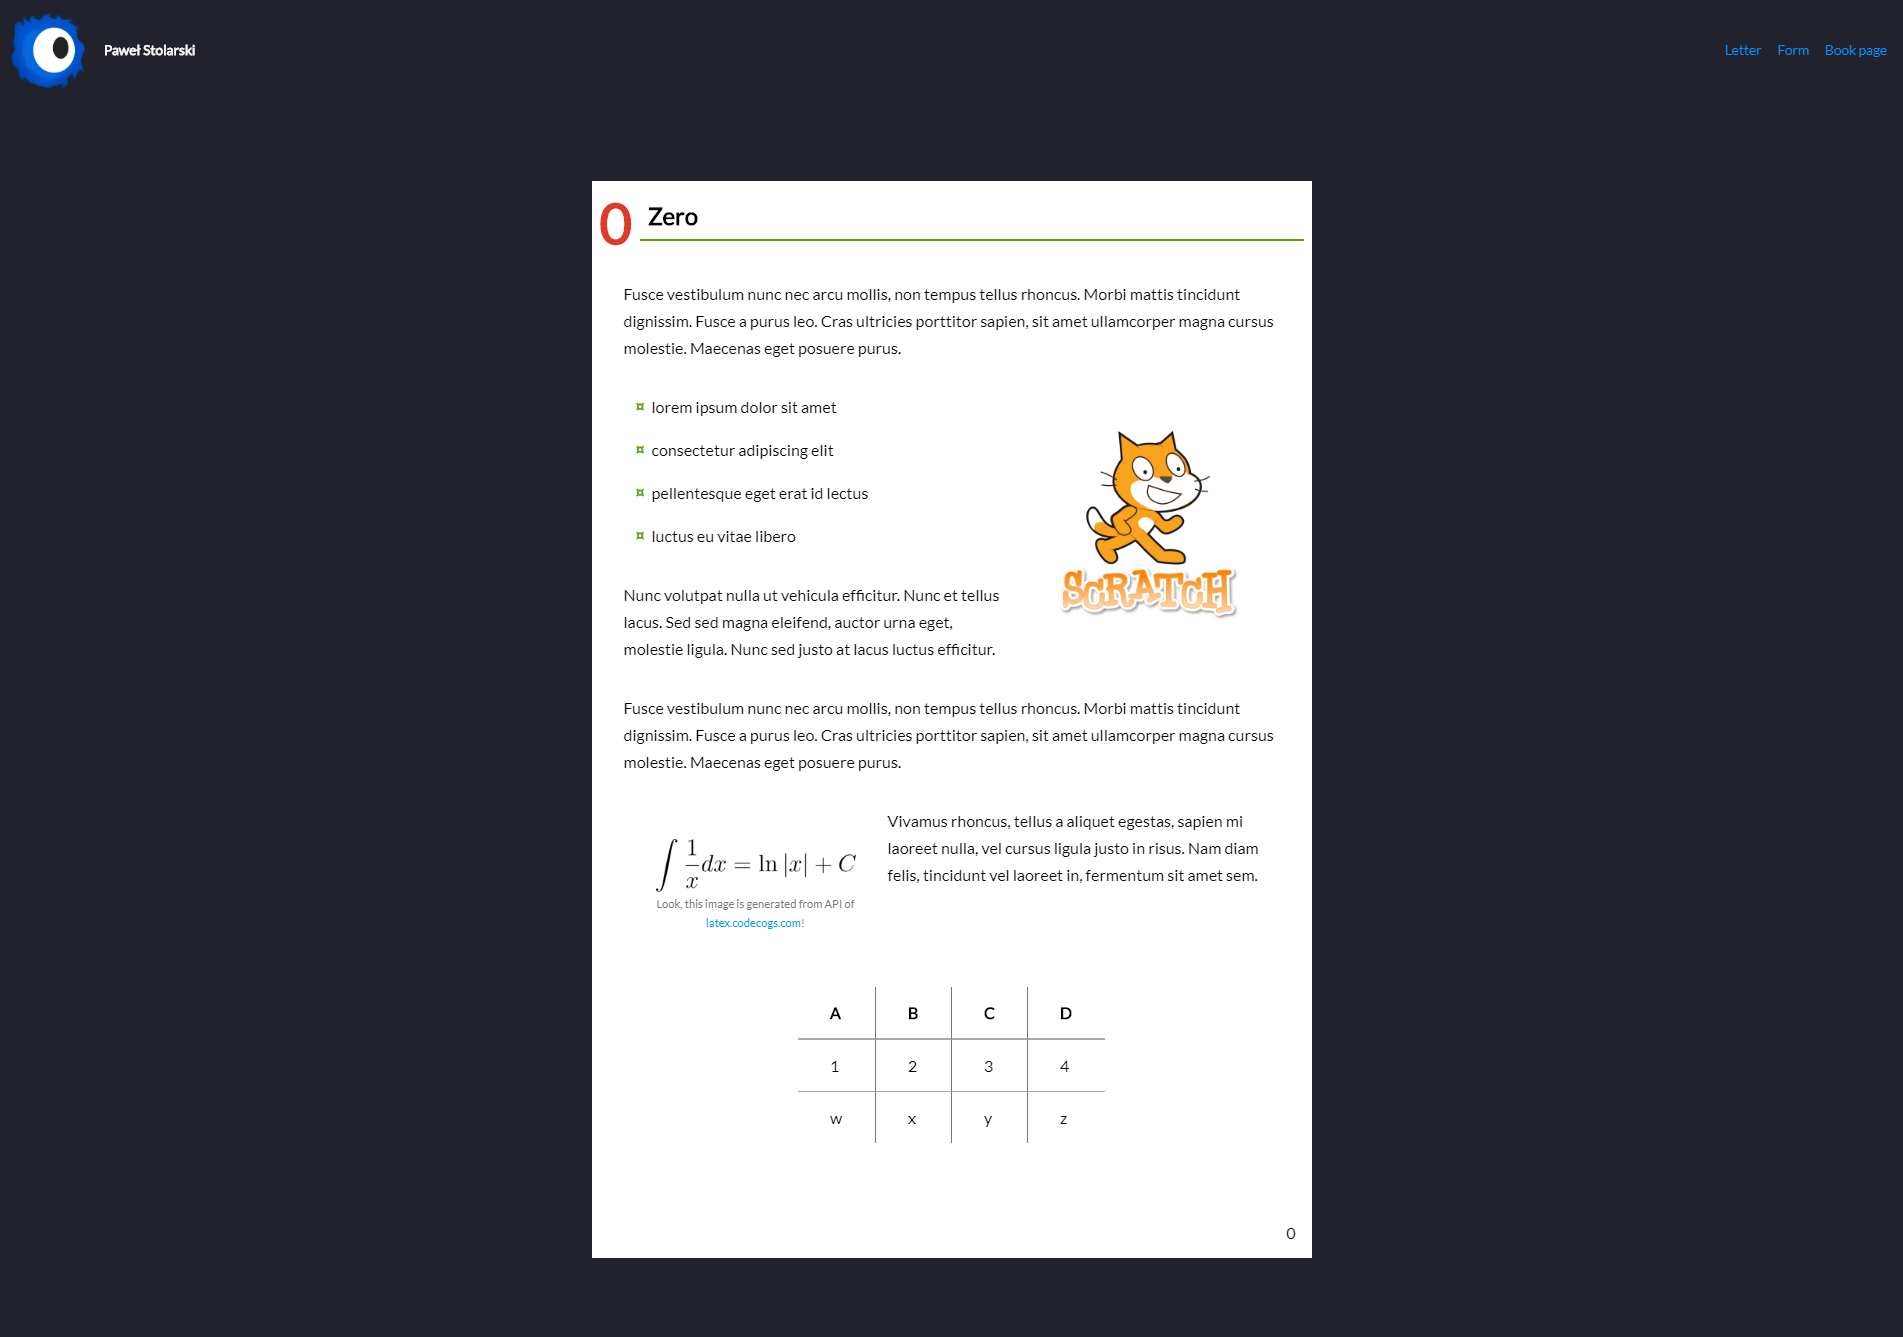 Paweł Stolarski
Letter Form Book page
0 Zero
Fusce vestibulum nunc nec arcu mollis, non tempus tellus rhoncus. Morbi mattis tincidunt
dignissim. Fusce a purus leo. Cras ultricies porttitor sapien, sit amet ullamcorper magna cursus
molestie. Maecenas eget posuere purus.
¤ lorem ipsum dolor sit amet
¤ consectetur adipiscing elit
¤ pellentesque eget erat id lectus
¤ luctus eu vitae libero
SCRATCH
Nunc volutpat nulla ut vehicula efficitur. Nunc et tellus
lacus. Sed sed magna eleifend, auctor urna eget,
molestie ligula. Nunc sed justo at lacus luctus efficitur.
Fusce vestibulum nunc nec arcu mollis, non tempus tellus rhoncus. Morbi mattis tincidunt
dignissim. Fusce a purus leo. Cras ultricies porttitor sapien, sit amet ullamcorper magna cursus
molestie. Maecenas eget posuere purus.
∫ 1/x dx = ln |x| + C
Look, this image is generated from API of
latex.codecogs.com!
Vivamus rhoncus, tellus a aliquet egestas, sapien mi
laoreet nulla, vel cursus ligula justo in risus. Nam diam
felis, tincidunt vel laoreet in, fermentum sit amet sem.
A B C D
1 2 3 4
w x y z
0